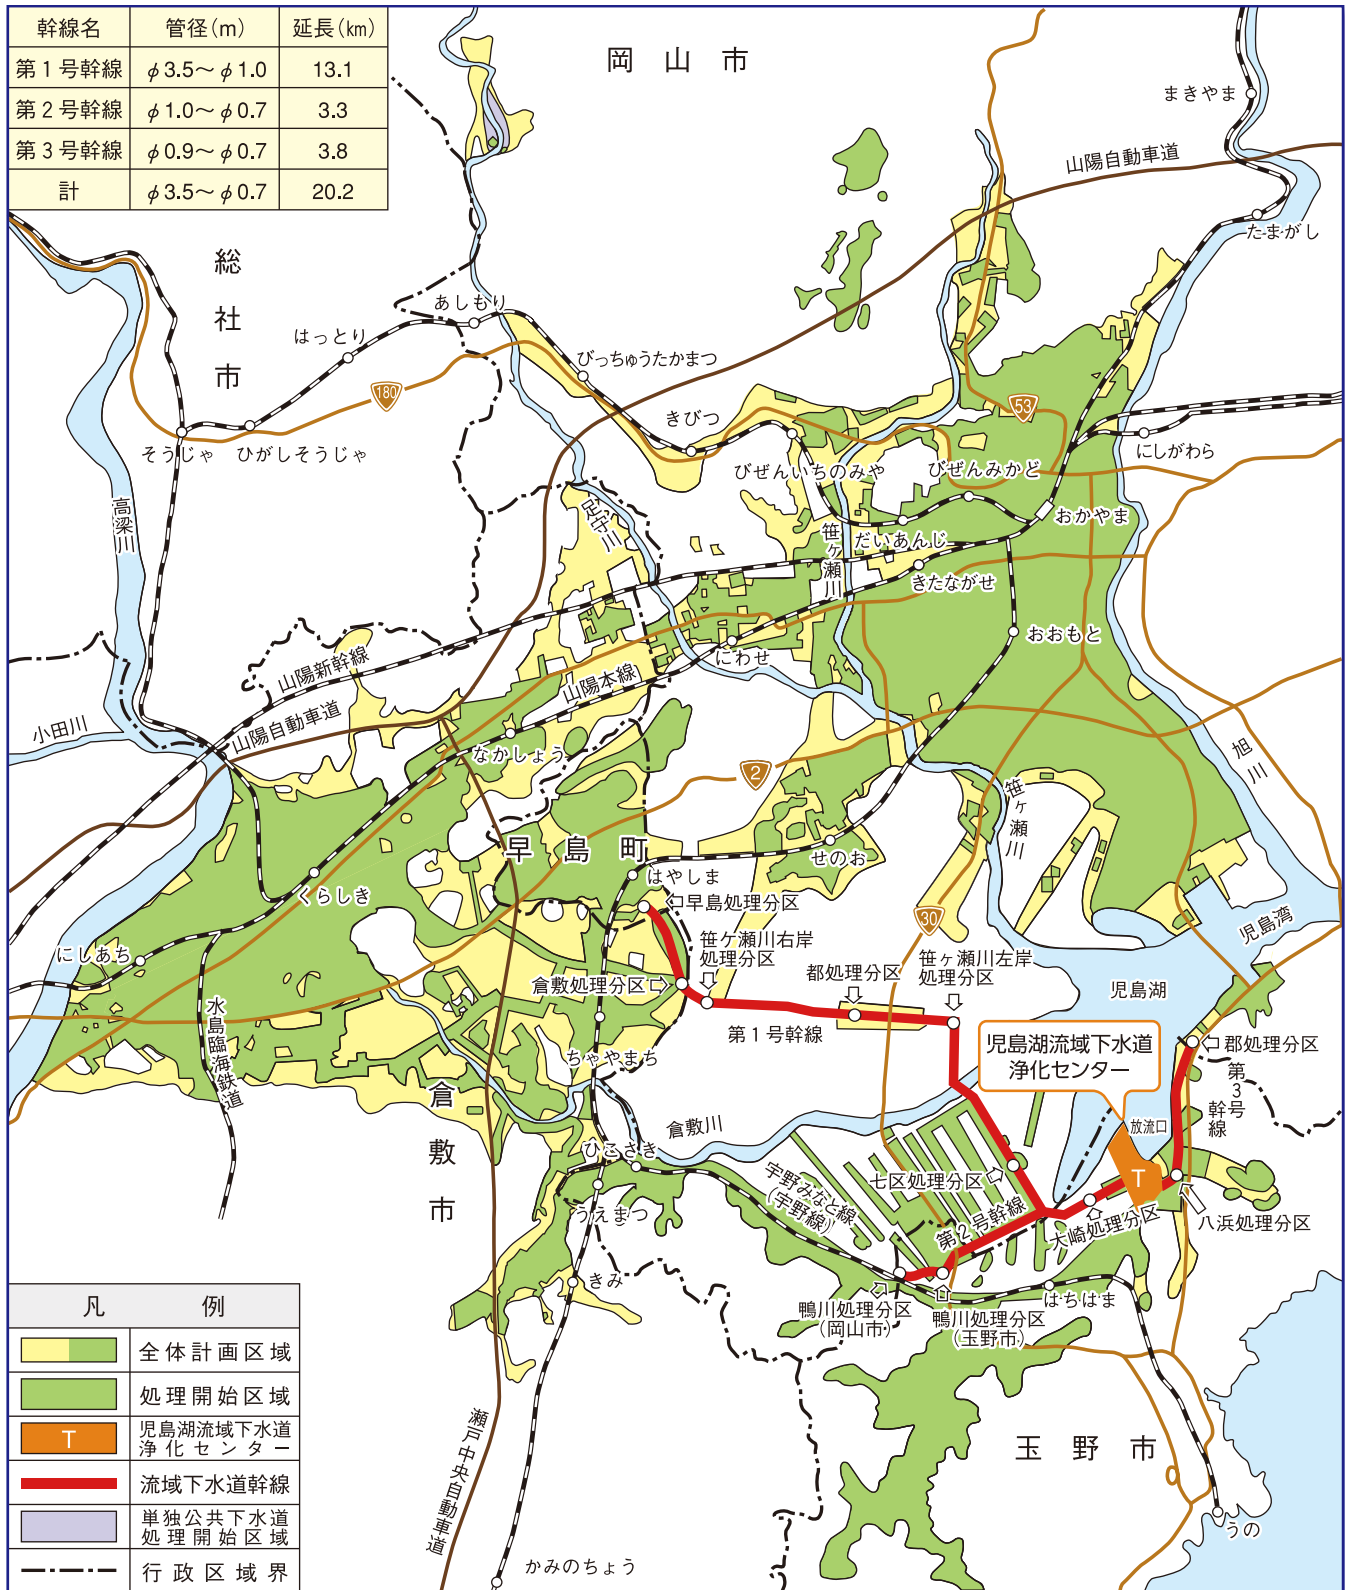 幹線名 管径(m) 延長(km)
第1号幹線 φ3.5～φ1.0 13.1
第2号幹線 φ1.0～φ0.7 3.3
第3号幹線 φ0.9～φ0.7 3.8
計 φ3.5～φ0.7 20.2
岡山市
まきやま
山陽自動車道
たまがし
総社市
あしもり
はっとり
びっちゅうたかまつ
180
53
きびつ
そうじゃ
ひがしそうじゃ
びぜんいちのみや
びぜんみかど
にしがわら
高梁川
足守川
笹ヶ瀬川
だいあんじ
おかやま
きたながせ
おおもと
にわせ
山陽新幹線
山陽本線
小田川
山陽自動車道
なかしょう
2
旭川
笹ヶ瀬川
早島町
せのお
はやしま
くらしき
早島処理分区
30
児島湾
にしあち
笹ケ瀬川右岸
処理分区
笹ヶ瀬川左岸
処理分区
都処理分区
倉敷処理分区
児島湖
水島臨海鉄道
第1号幹線
児島湖流域下水道
浄化センター
郡処理分区
ちゃやまち
第3号幹線
倉敷市
倉敷川
放流口
ひこさき
七区処理分区
T
宇野みなと線
(宇野線)
うえまつ
第2号幹線
大崎処理分区
八浜処理分区
きみ
はちはま
鴨川処理分区
(岡山市)
鴨川処理分区
(玉野市)
凡例
全体計画区域
処理開始区域
T
児島湖流域下水道
浄化センター
流域下水道幹線
単独公共下水道
処理開始区域
行政区域界
瀬戸中央自動車道
玉野市
うの
かみのちょう